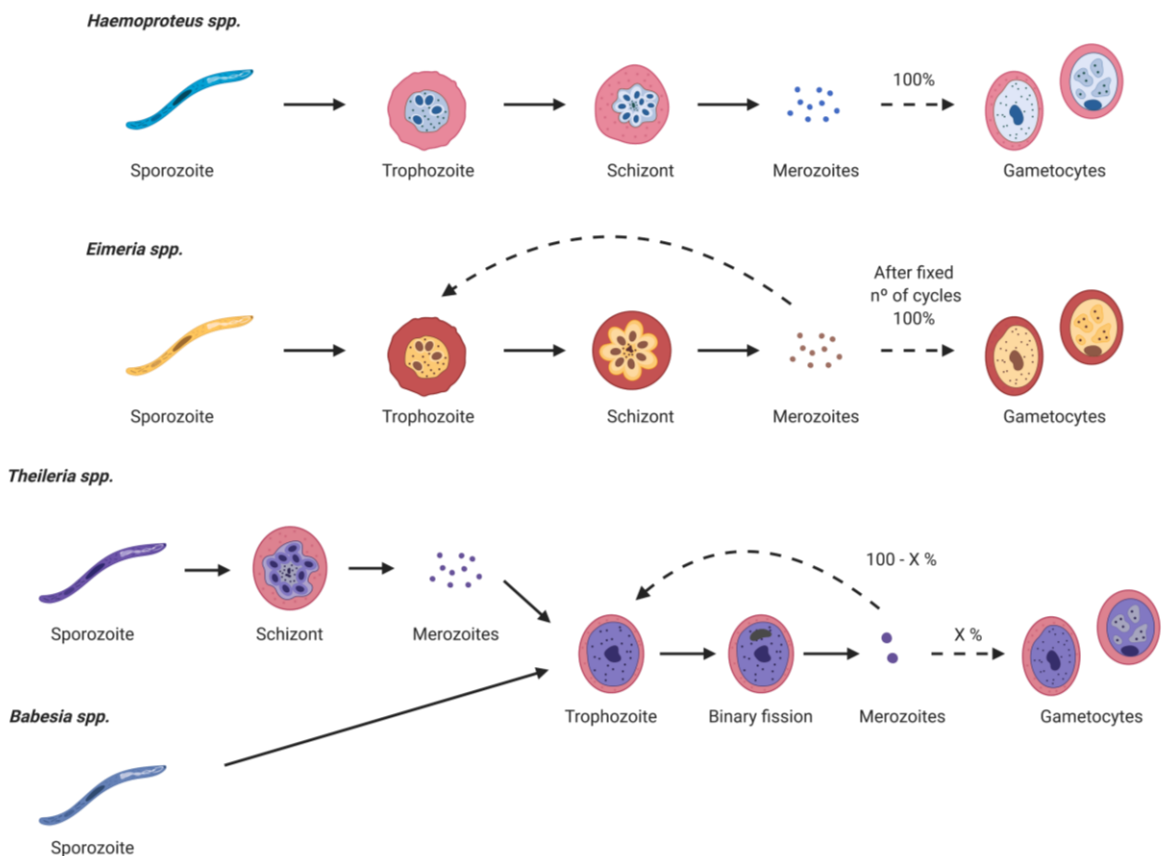 Haemoproteus spp.
100%
Sporozoite
Trophozoite
Schizont
Merozoites
Gametocytes
Eimeria spp.
After fixed
nº of cycles
100%
Sporozoite
Trophozoite
Schizont
Merozoites
Gametocytes
Theileria spp.
100 - X %
Sporozoite
Schizont
Merozoites
X %
Babesia spp.
Trophozoite
Binary fission
Merozoites
Gametocytes
Sporozoite